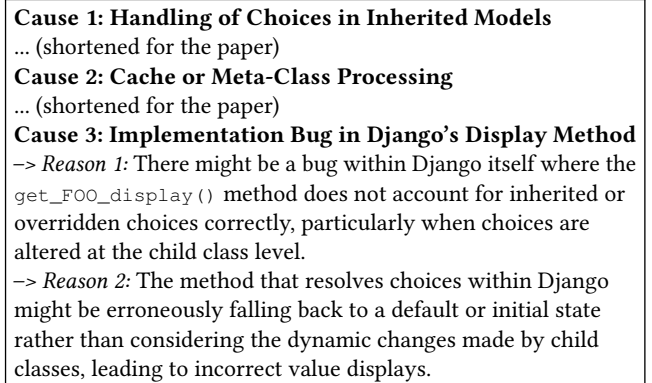 Cause 1: Handling of Choices in Inherited Models
... (shortened for the paper)
Cause 2: Cache or Meta-Class Processing
... (shortened for the paper)
Cause 3: Implementation Bug in Django’s Display Method
–> Reason 1: There might be a bug within Django itself where the
get_FOO_display() method does not account for inherited or
overridden choices correctly, particularly when choices are
altered at the child class level.
–> Reason 2: The method that resolves choices within Django
might be erroneously falling back to a default or initial state
rather than considering the dynamic changes made by child
classes, leading to incorrect value displays.